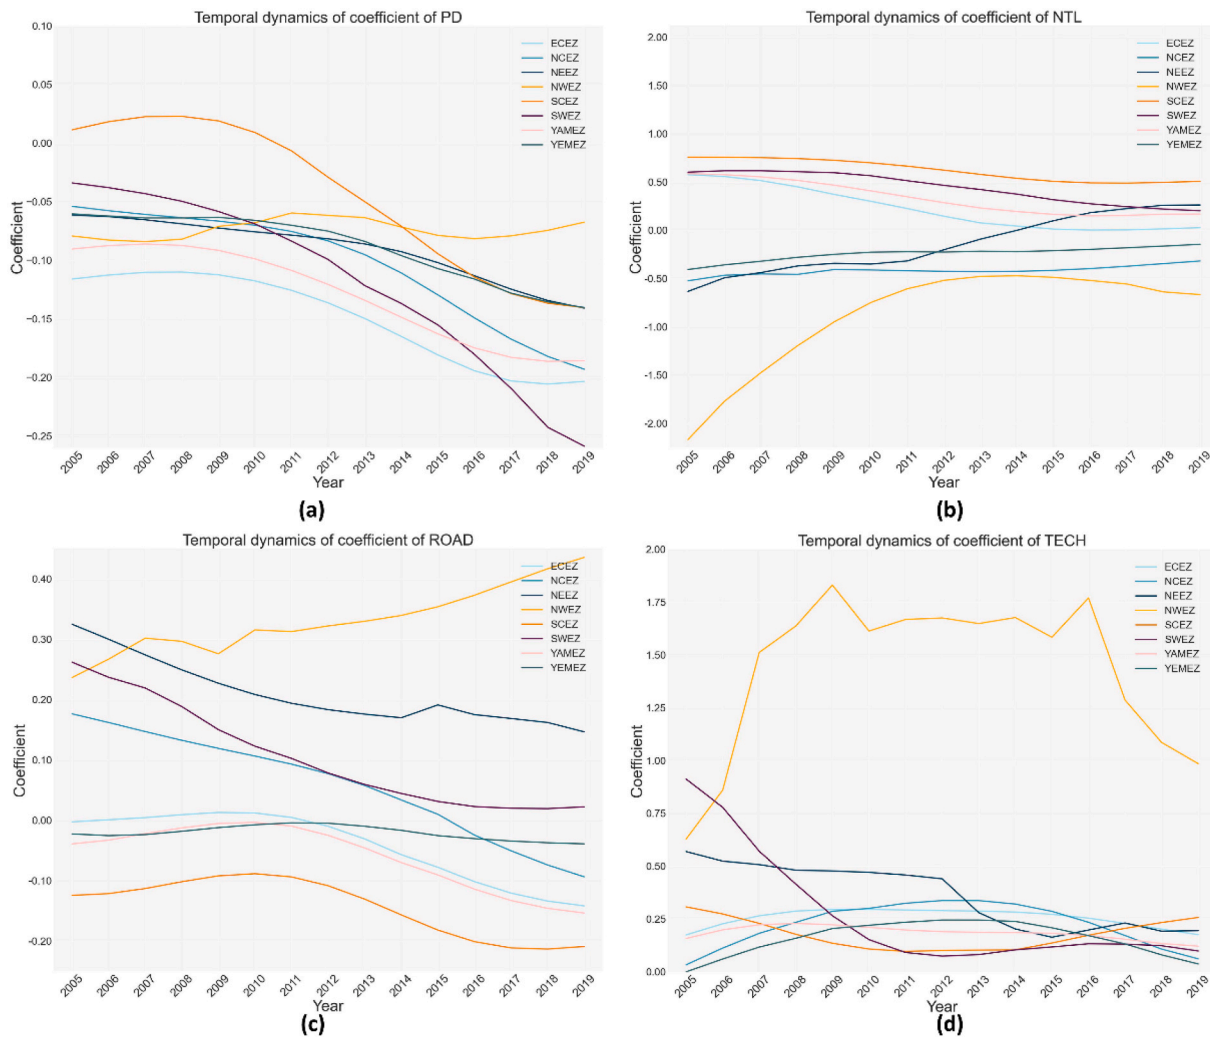 Temporal dynamics of coefficient of PD
0.10
0.05
0.00
−0.05
−0.10
−0.15
−0.20
−0.25
Coefficient
ECEZ
NCEZ
NEEZ
NWEZ
SCEZ
SWEZ
YAMEZ
YEMEZ
2005 2006 2007 2008 2009 2010 2011 2012 2013 2014 2015 2016 2017 2018 2019
Year
(a)
Temporal dynamics of coefficient of NTL
2.00
1.50
1.00
0.50
0.00
-0.50
-1.00
-1.50
-2.00
Coefficient
ECEZ
NCEZ
NEEZ
NWEZ
SCEZ
SWEZ
YAMEZ
YEMEZ
2005 2006 2007 2008 2009 2010 2011 2012 2013 2014 2015 2016 2017 2018 2019
Year
(b)
Temporal dynamics of coefficient of ROAD
0.40
0.30
0.20
0.10
0.00
-0.10
-0.20
Coefficient
ECEZ
NCEZ
NEEZ
NWEZ
SCEZ
SWEZ
YAMEZ
YEMEZ
2005 2006 2007 2008 2009 2010 2011 2012 2013 2014 2015 2016 2017 2018 2019
Year
(c)
Temporal dynamics of coefficient of TECH
2.00
1.75
1.50
1.25
1.00
0.75
0.50
0.25
0.00
Coefficient
ECEZ
NCEZ
NEEZ
NWEZ
SCEZ
SWEZ
YAMEZ
YEMEZ
2005 2006 2007 2008 2009 2010 2011 2012 2013 2014 2015 2016 2017 2018 2019
Year
(d)